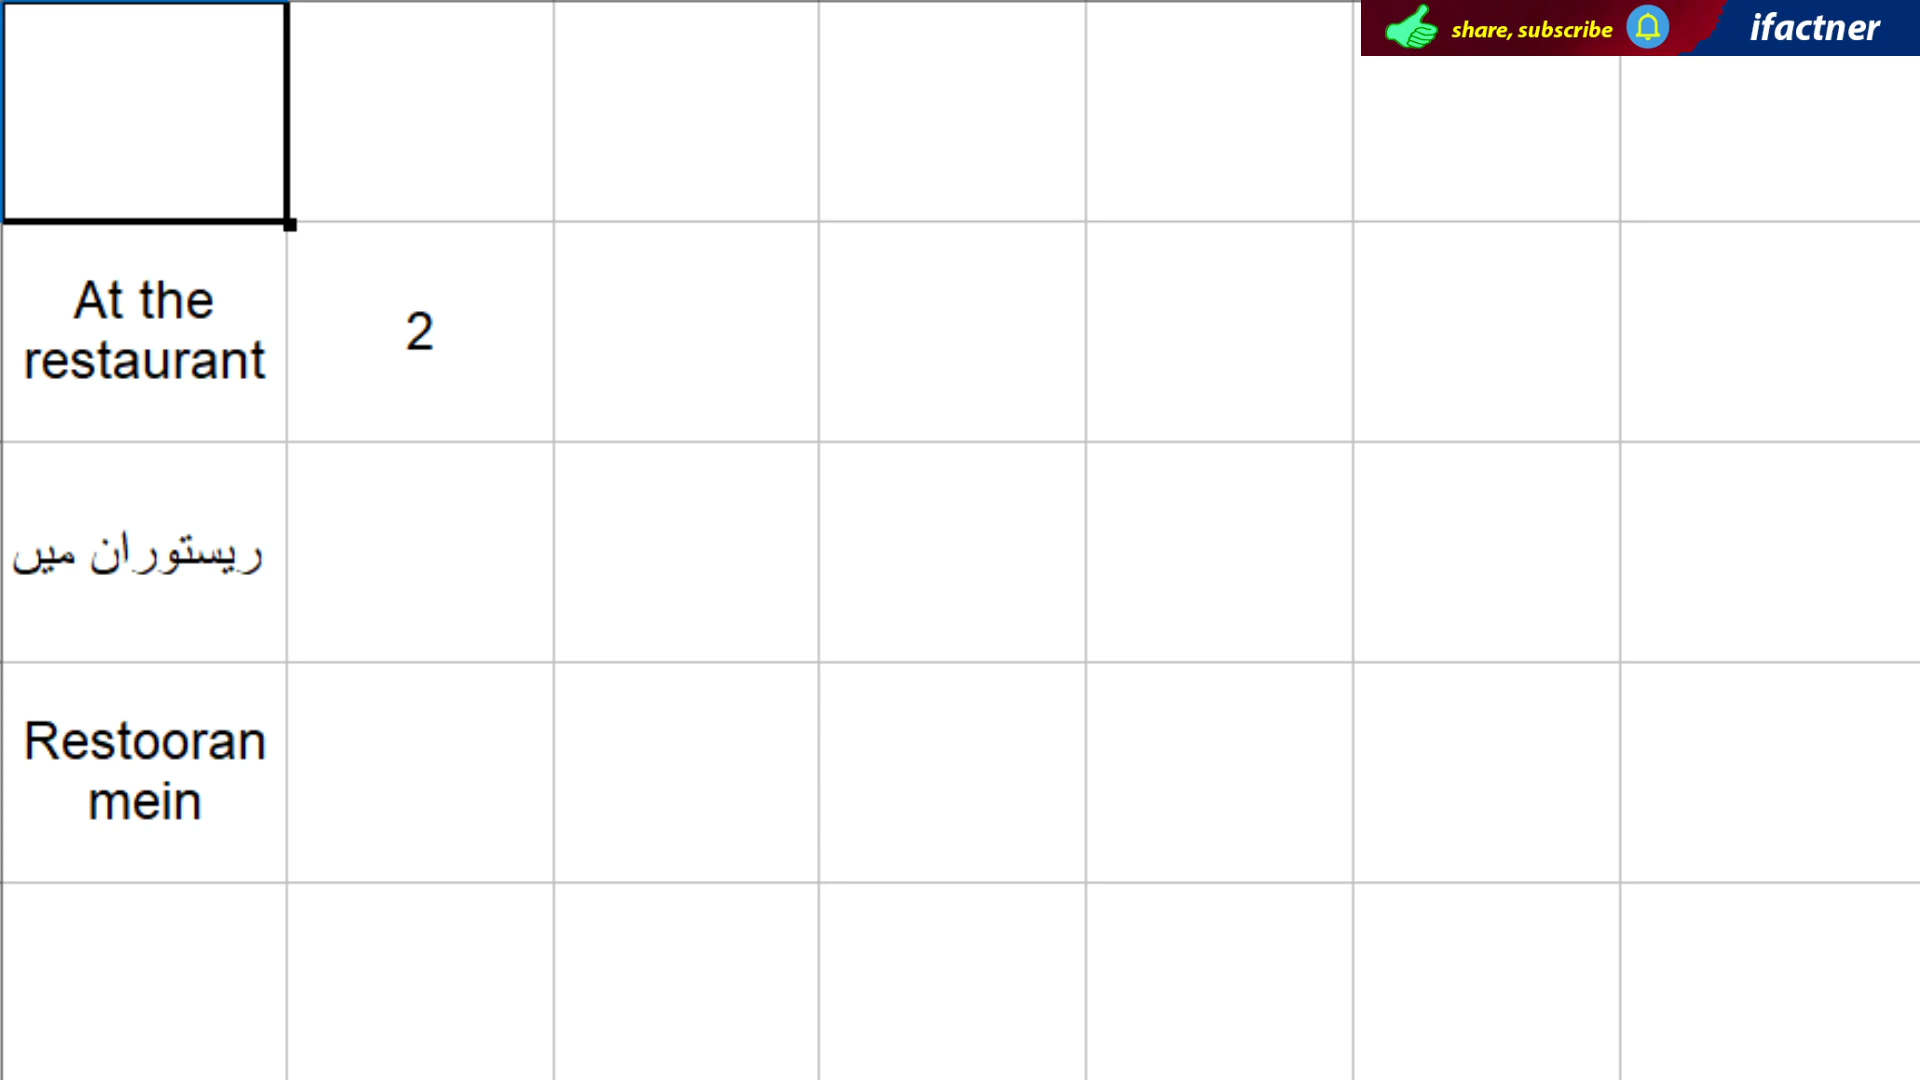 share, subscribe
ifactner
At the
restaurant
2
ریستوران میں
Restooran
mein